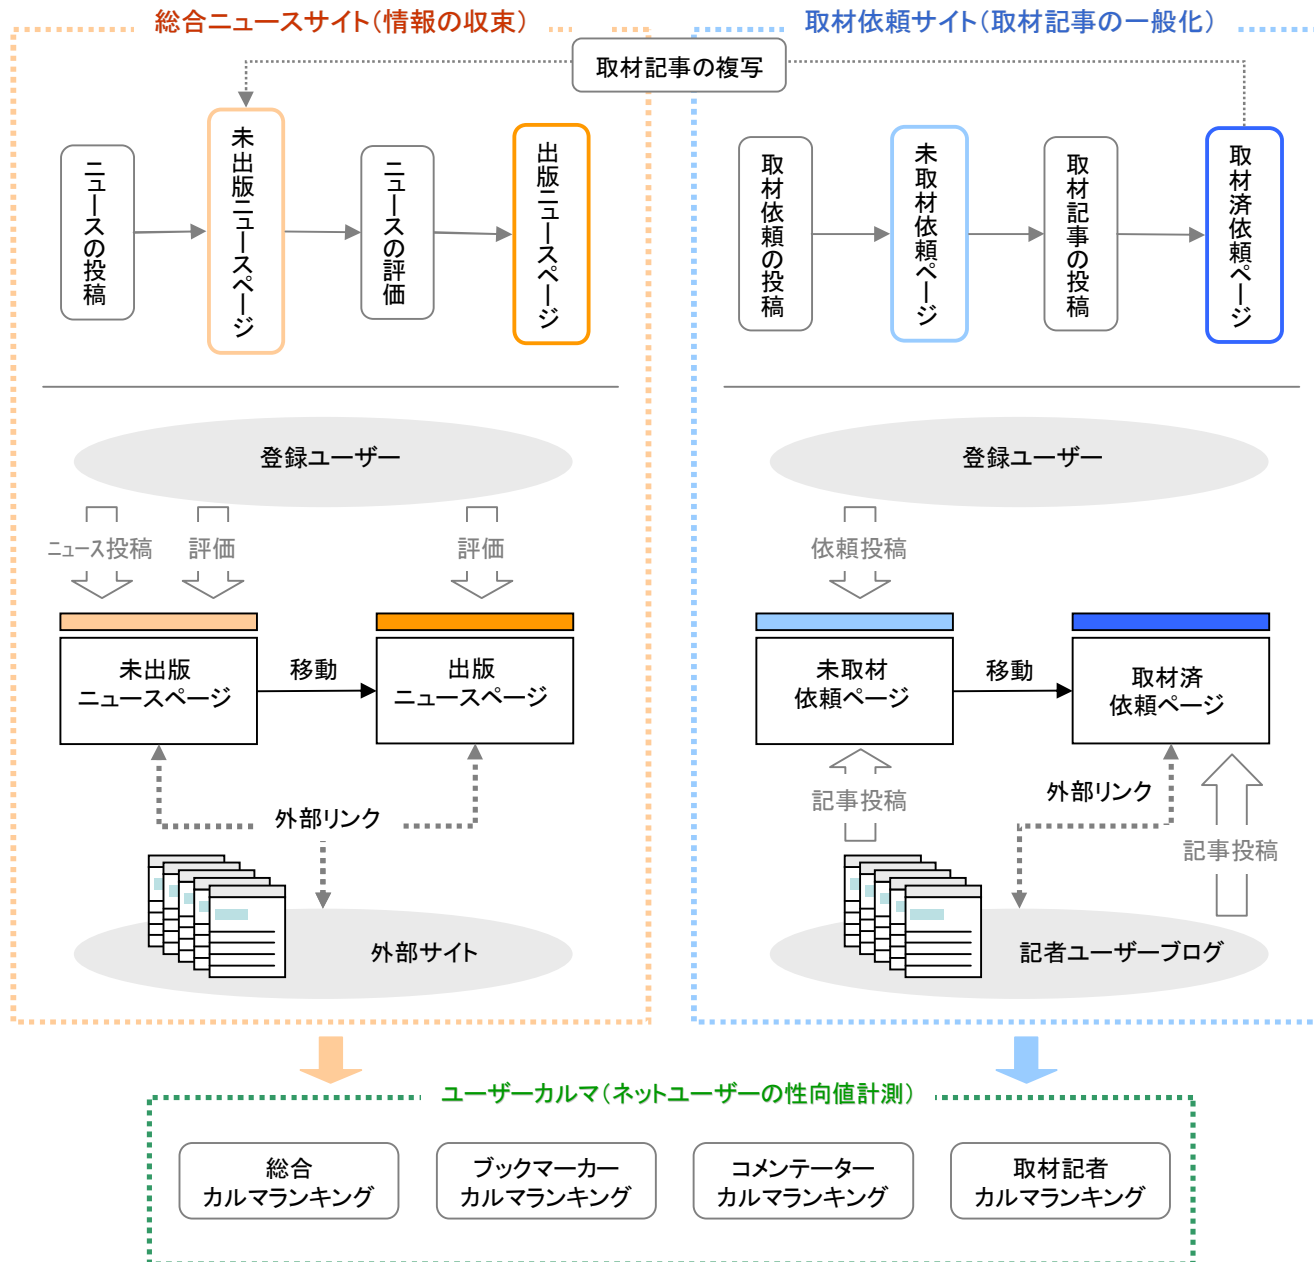 総合ニュースサイト（情報の収束）
取材依頼サイト（取材記事の一般化）
取材記事の複写
ニュースの投稿
未出版ニュースページ
ニュースの評価
出版ニュースページ
取材依頼の投稿
未取材依頼ページ
取材記事の投稿
取材済依頼ページ
登録ユーザー
登録ユーザー
ニュース投稿
評価
評価
依頼投稿
未出版
ニュースページ
移動
出版
ニュースページ
未取材
依頼ページ
移動
取材済
依頼ページ
外部リンク
記事投稿
外部リンク
記事投稿
外部サイト
記者ユーザーブログ
ユーザーカルマ（ネットユーザーの性向値計測）
総合
カルマランキング
ブックマーカー
カルマランキング
コメンテーター
カルマランキング
取材記者
カルマランキング